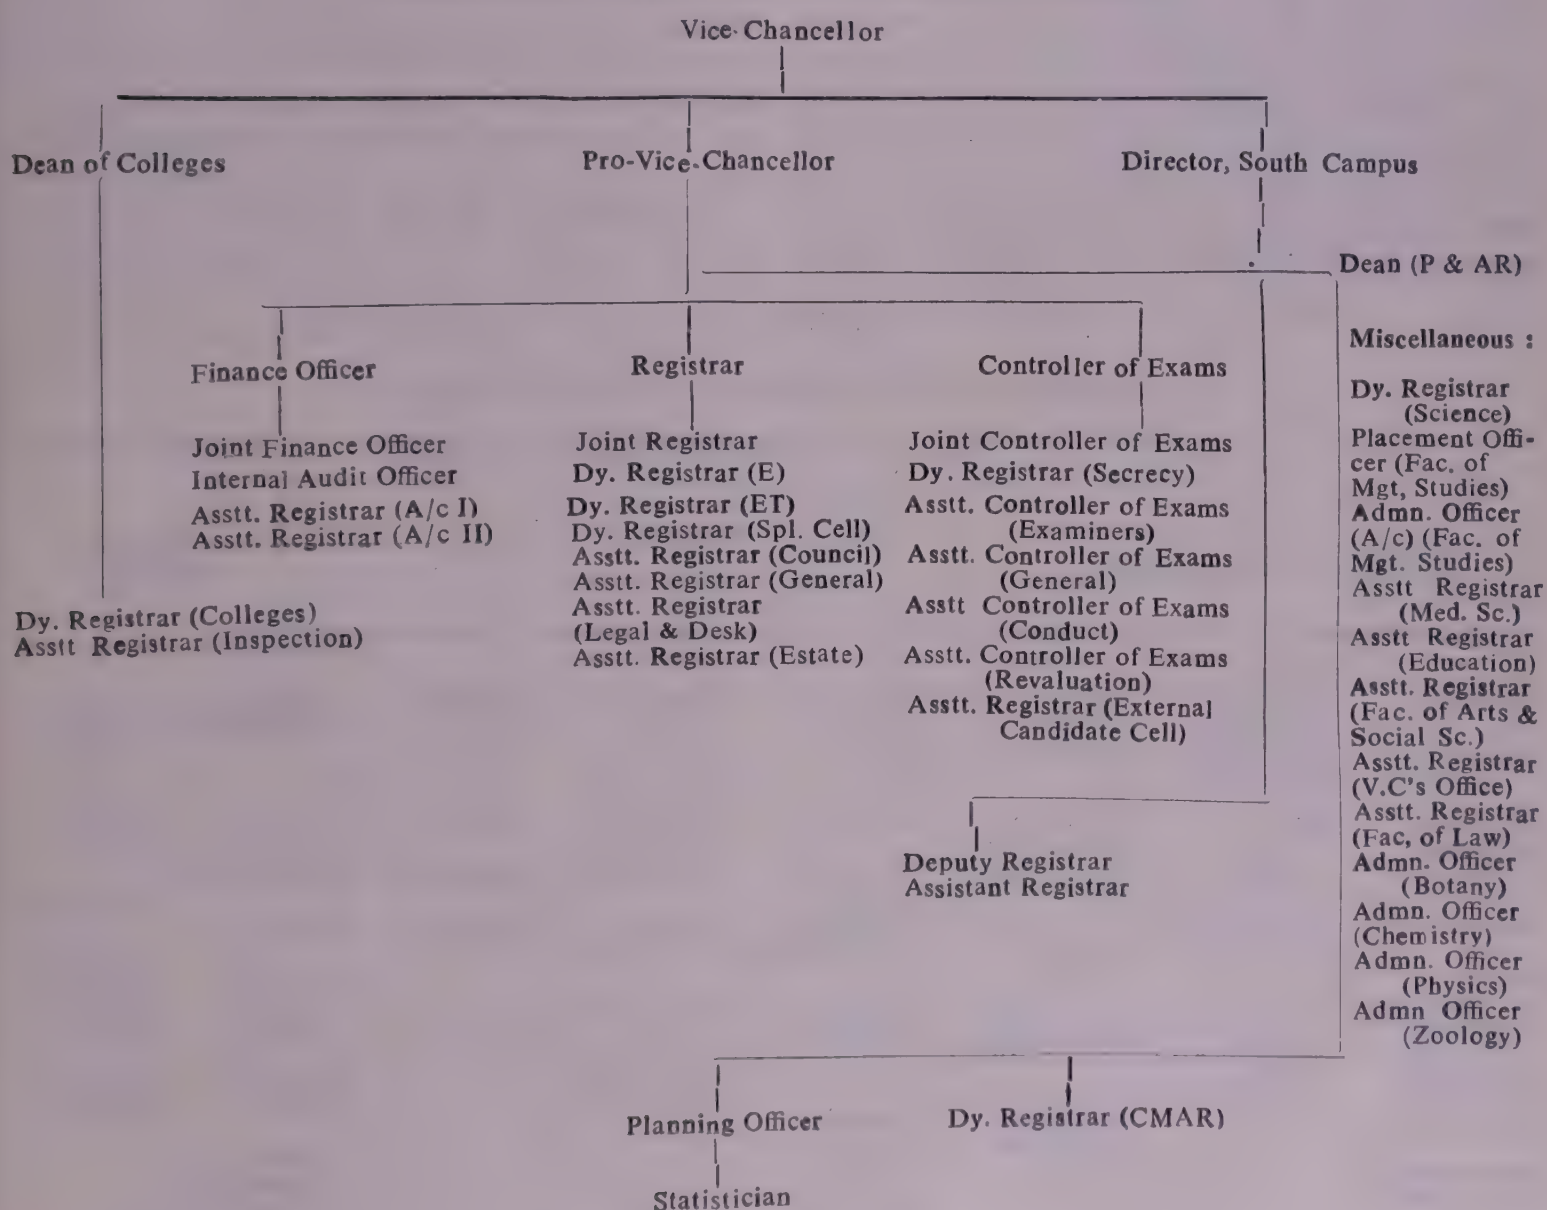 Vice-Chancellor
Dean of Colleges
Pro-Vice-Chancellor
Director, South Campus
Dean (P & AR)
Finance Officer
Joint Finance Officer
Internal Audit Officer
Asstt. Registrar (A/c I)
Asstt. Registrar (A/c II)
Registrar
Joint Registrar
Dy. Registrar (E)
Dy. Registrar (ET)
Dy. Registrar (Spl. Cell)
Asstt. Registrar (Council)
Asstt. Registrar (General)
Asstt. Registrar
(Legal & Desk)
Asstt. Registrar (Estate)
Controller of Exams
Joint Controller of Exams
Dy. Registrar (Secrecy)
Asstt. Controller of Exams
(Examiners)
Asstt. Controller of Exams
(General)
Asstt Controller of Exams
(Conduct)
Asstt. Controller of Exams
(Revaluation)
Asstt. Registrar (External
Candidate Cell)
Dy. Registrar (Colleges)
Asstt Registrar (Inspection)
Deputy Registrar
Assistant Registrar
Miscellaneous :
Dy. Registrar
(Science)
Placement Offi-
cer (Fac. of
Mgt, Studies)
Admn. Officer
(A/c) (Fac. of
Mgt. Studies)
Asstt Registrar
(Med. Sc.)
Asstt Registrar
(Education)
Asstt. Registrar
(Fac. of Arts &
Social Sc.)
Asstt. Registrar
(V.C's Office)
Asstt. Registrar
(Fac, of Law)
Admn. Officer
(Botany)
Admn. Officer
(Chemistry)
Admn. Officer
(Physics)
Admn Officer
(Zoology)
Planning Officer
Dy. Registrar (CMAR)
Statistician